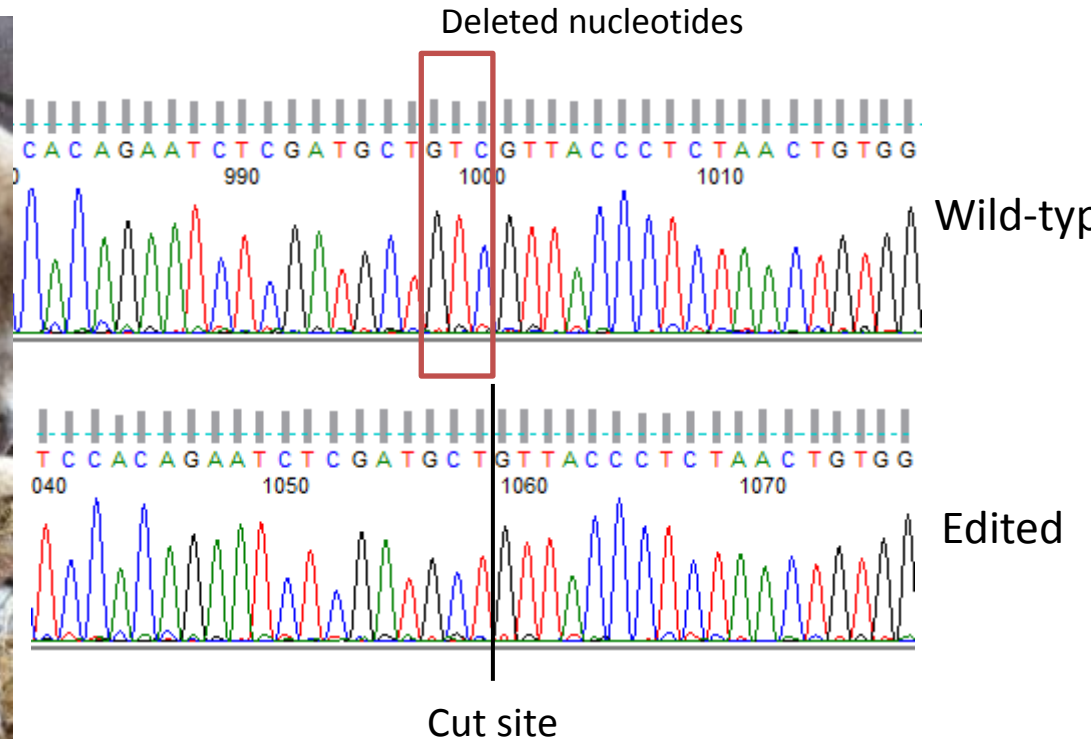 Deleted nucleotides
CACAGAATCTCGATGCTGTCGTTACCCTCTAACTGTGG
990 1000 1010
Wild-typ
TCCACAGAATCTCGATGCTGTTACCCTCTAACTGTGG
040 1050 1060 1070
Edited
Cut site